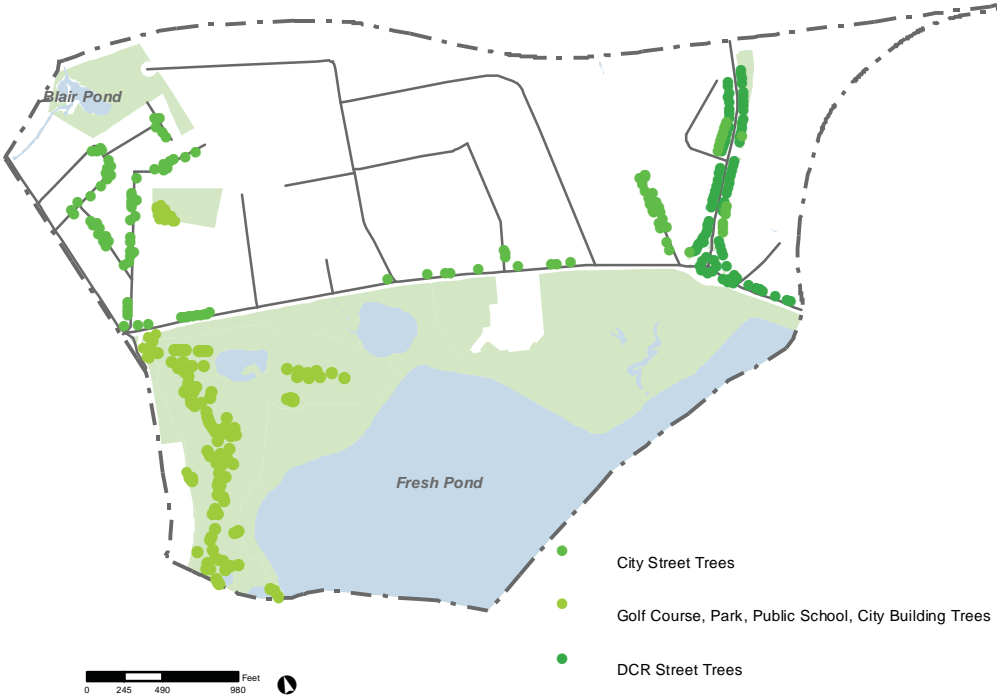 Blair Pond
Fresh Pond
City Street Trees
Golf Course, Park, Public School, City Building Trees
DCR Street Trees
Feet
0 245 490 980